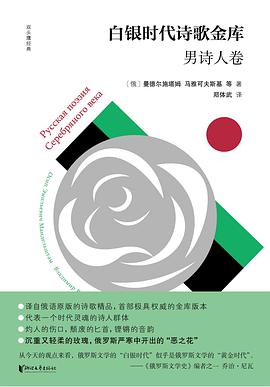 双头鹰经典
白银时代诗歌金库
男诗人卷
［俄］曼德尔施塔姆 马雅可夫斯基 等 著
郑体武 译
Русская поэзия
Серебряного века
●译自俄语原版的诗歌精品，首部极具权威的金库版本
●代表一个时代灵魂的诗人群体
●灼人的伤口，颓废的匕首，铿锵的音韵
●沉重又轻柔的玫瑰，俄罗斯严寒中开出的“恶之花”
从今天的观点来看，俄罗斯文学的“白银时代”似乎是俄罗斯文学的“黄金时代”。
——《俄罗斯文学史》编者之一 乔治·尼瓦
浙江文艺出版社